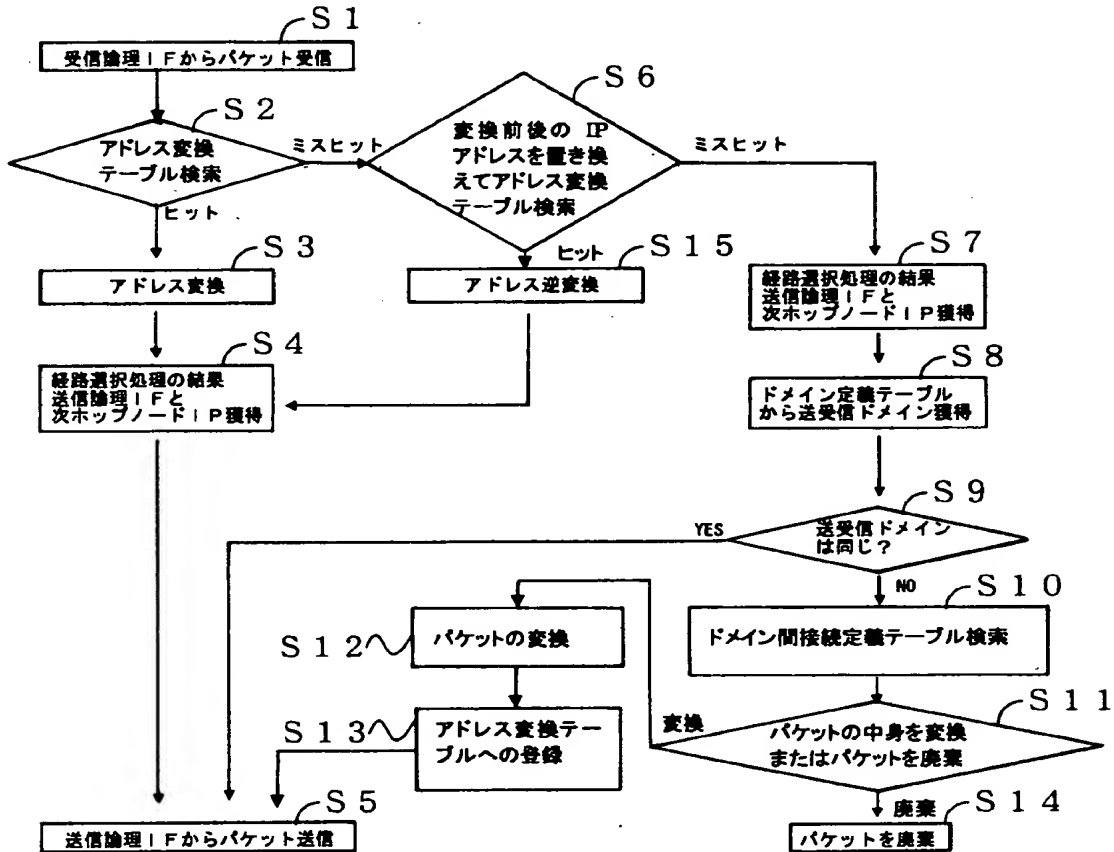 S1
受信論理IFからパケット受信
S2
アドレス変換
テーブル検索
ミスヒット
ヒット
S6
変換前後の IP
アドレスを置き換
えてアドレス変換
テーブル検索
ミスヒット
ヒット
S3
アドレス変換
S15
アドレス逆変換
S7
経路選択処理の結果
送信論理IFと
次ホップノードIP獲得
S4
経路選択処理の結果
送信論理IFと
次ホップノードIP獲得
S8
ドメイン定義テーブル
から送受信ドメイン獲得
S9
送受信ドメイン
は同じ?
YES
NO
S10
ドメイン間接続定義テーブル検索
S12
パケットの変換
S11
パケットの中身を変換
またはパケットを廃棄
変換
廃棄
S13
アドレス変換テー
ブルへの登録
S5
送信論理IFからパケット送信
S14
パケットを廃棄